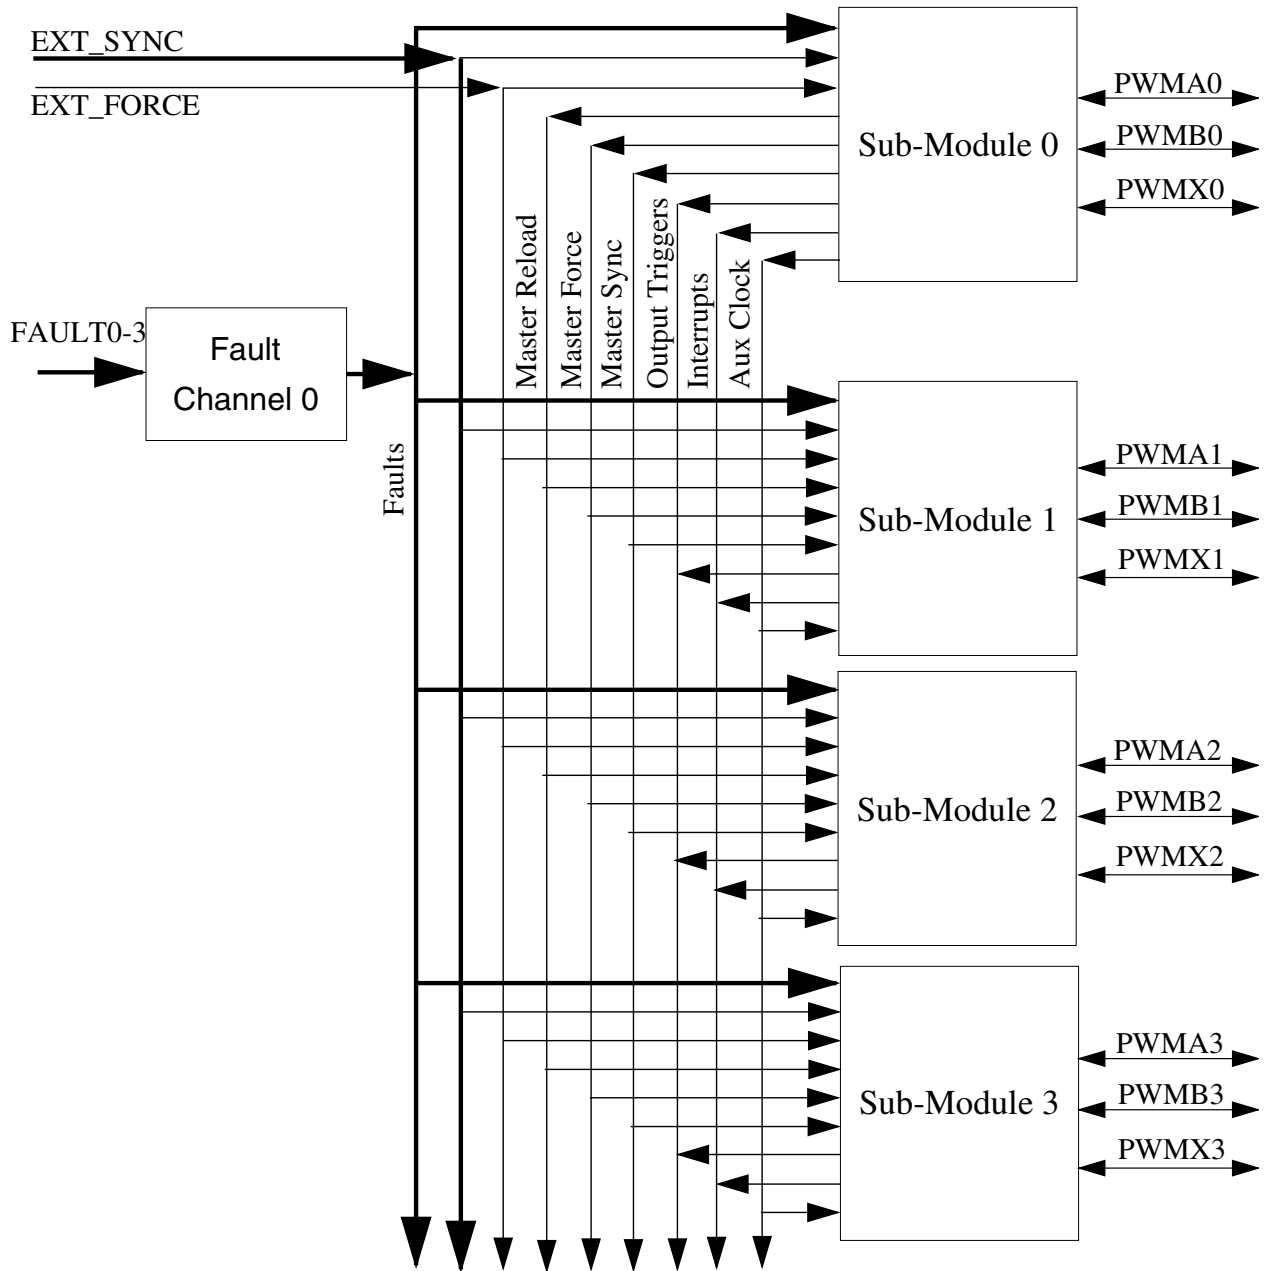 EXT_SYNC
EXT_FORCE
Sub-Module 0
PWMA0
PWMB0
PWMX0
Master Reload
Master Force
Master Sync
Output Triggers
Interrupts
Aux Clock
FAULT0-3
Fault
Channel 0
Faults
Sub-Module 1
PWMA1
PWMB1
PWMX1
Sub-Module 2
PWMA2
PWMB2
PWMX2
Sub-Module 3
PWMA3
PWMB3
PWMX3